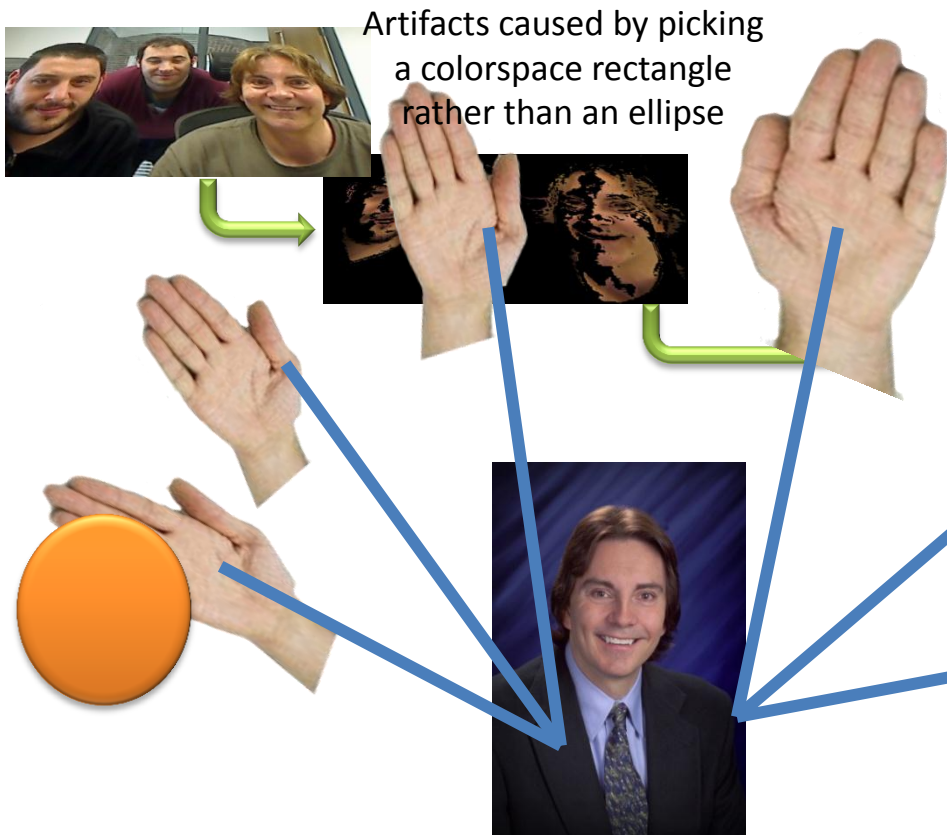 Artifacts caused by picking
a colorspace rectangle
rather than an ellipse